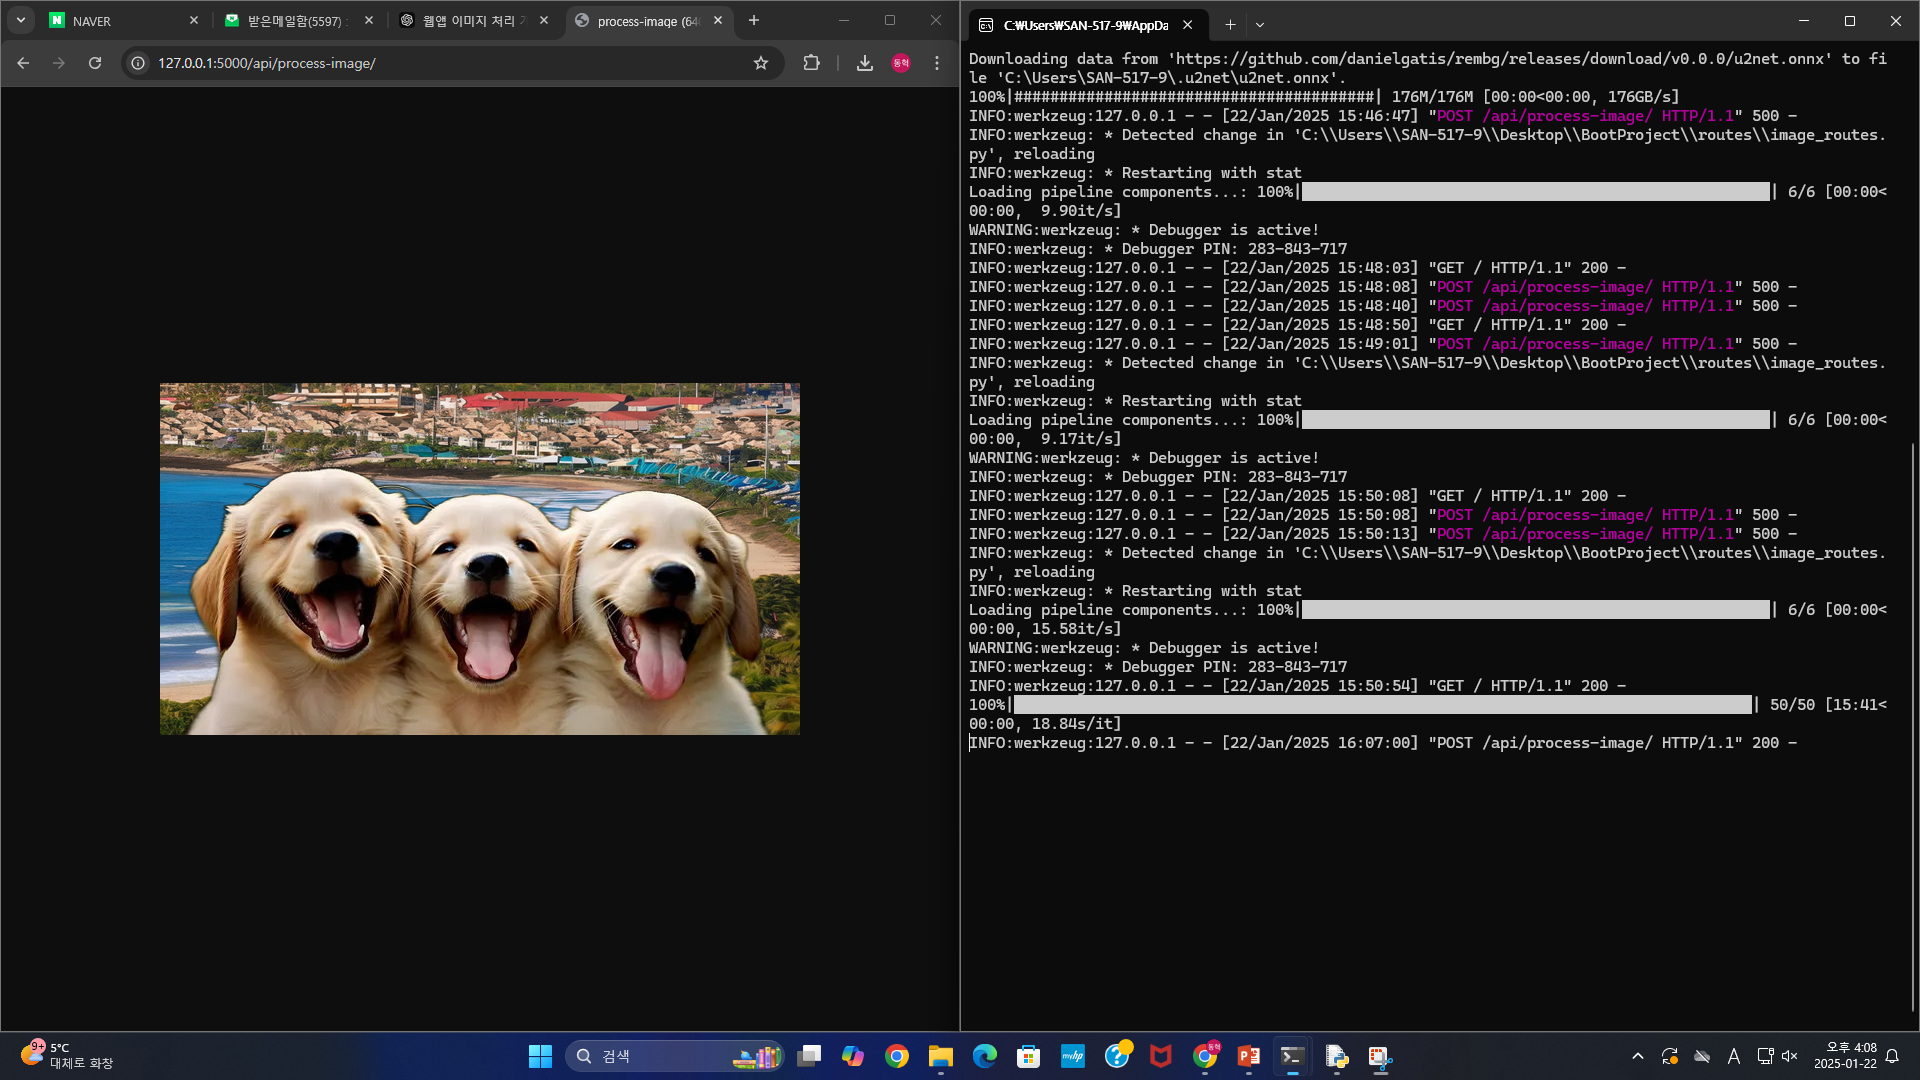 NAVER
받은메일함(5597)
웹앱 이미지 처리
process-image (64
127.0.0.1:5000/api/process-image/
동혁
C:₩Users₩SAN-517-9₩AppDa
Downloading data from 'https://github.com/danielgatis/rembg/releases/download/v0.0.0/u2net.onnx' to fi
le 'C:\Users\SAN-517-9\.u2net\u2net.onnx'.
100%|########################################| 176M/176M [00:00<00:00, 176GB/s]
INFO:werkzeug:127.0.0.1 - - [22/Jan/2025 15:46:47] "POST /api/process-image/ HTTP/1.1" 500 -
INFO:werkzeug: * Detected change in 'C:\\Users\\SAN-517-9\\Desktop\\BootProject\\routes\\image_routes.
py', reloading
INFO:werkzeug: * Restarting with stat
Loading pipeline components...: 100%| | 6/6 [00:00<
00:00,  9.90it/s]
WARNING:werkzeug: * Debugger is active!
INFO:werkzeug: * Debugger PIN: 283-843-717
INFO:werkzeug:127.0.0.1 - - [22/Jan/2025 15:48:03] "GET / HTTP/1.1" 200 -
INFO:werkzeug:127.0.0.1 - - [22/Jan/2025 15:48:08] "POST /api/process-image/ HTTP/1.1" 500 -
INFO:werkzeug:127.0.0.1 - - [22/Jan/2025 15:48:40] "POST /api/process-image/ HTTP/1.1" 500 -
INFO:werkzeug:127.0.0.1 - - [22/Jan/2025 15:48:50] "GET / HTTP/1.1" 200 -
INFO:werkzeug:127.0.0.1 - - [22/Jan/2025 15:49:01] "POST /api/process-image/ HTTP/1.1" 500 -
INFO:werkzeug: * Detected change in 'C:\\Users\\SAN-517-9\\Desktop\\BootProject\\routes\\image_routes.
py', reloading
INFO:werkzeug: * Restarting with stat
Loading pipeline components...: 100%| | 6/6 [00:00<
00:00,  9.17it/s]
WARNING:werkzeug: * Debugger is active!
INFO:werkzeug: * Debugger PIN: 283-843-717
INFO:werkzeug:127.0.0.1 - - [22/Jan/2025 15:50:08] "GET / HTTP/1.1" 200 -
INFO:werkzeug:127.0.0.1 - - [22/Jan/2025 15:50:08] "POST /api/process-image/ HTTP/1.1" 500 -
INFO:werkzeug:127.0.0.1 - - [22/Jan/2025 15:50:13] "POST /api/process-image/ HTTP/1.1" 500 -
INFO:werkzeug: * Detected change in 'C:\\Users\\SAN-517-9\\Desktop\\BootProject\\routes\\image_routes.
py', reloading
INFO:werkzeug: * Restarting with stat
Loading pipeline components...: 100%| | 6/6 [00:00<
00:00, 15.58it/s]
WARNING:werkzeug: * Debugger is active!
INFO:werkzeug: * Debugger PIN: 283-843-717
INFO:werkzeug:127.0.0.1 - - [22/Jan/2025 15:50:54] "GET / HTTP/1.1" 200 -
100%| | 50/50 [15:41<
00:00, 18.84s/it]
INFO:werkzeug:127.0.0.1 - - [22/Jan/2025 16:07:00] "POST /api/process-image/ HTTP/1.1" 200 -
9+
5°C
대체로 화창
검색
myhp
동혁
A
오후 4:08
2025-01-22